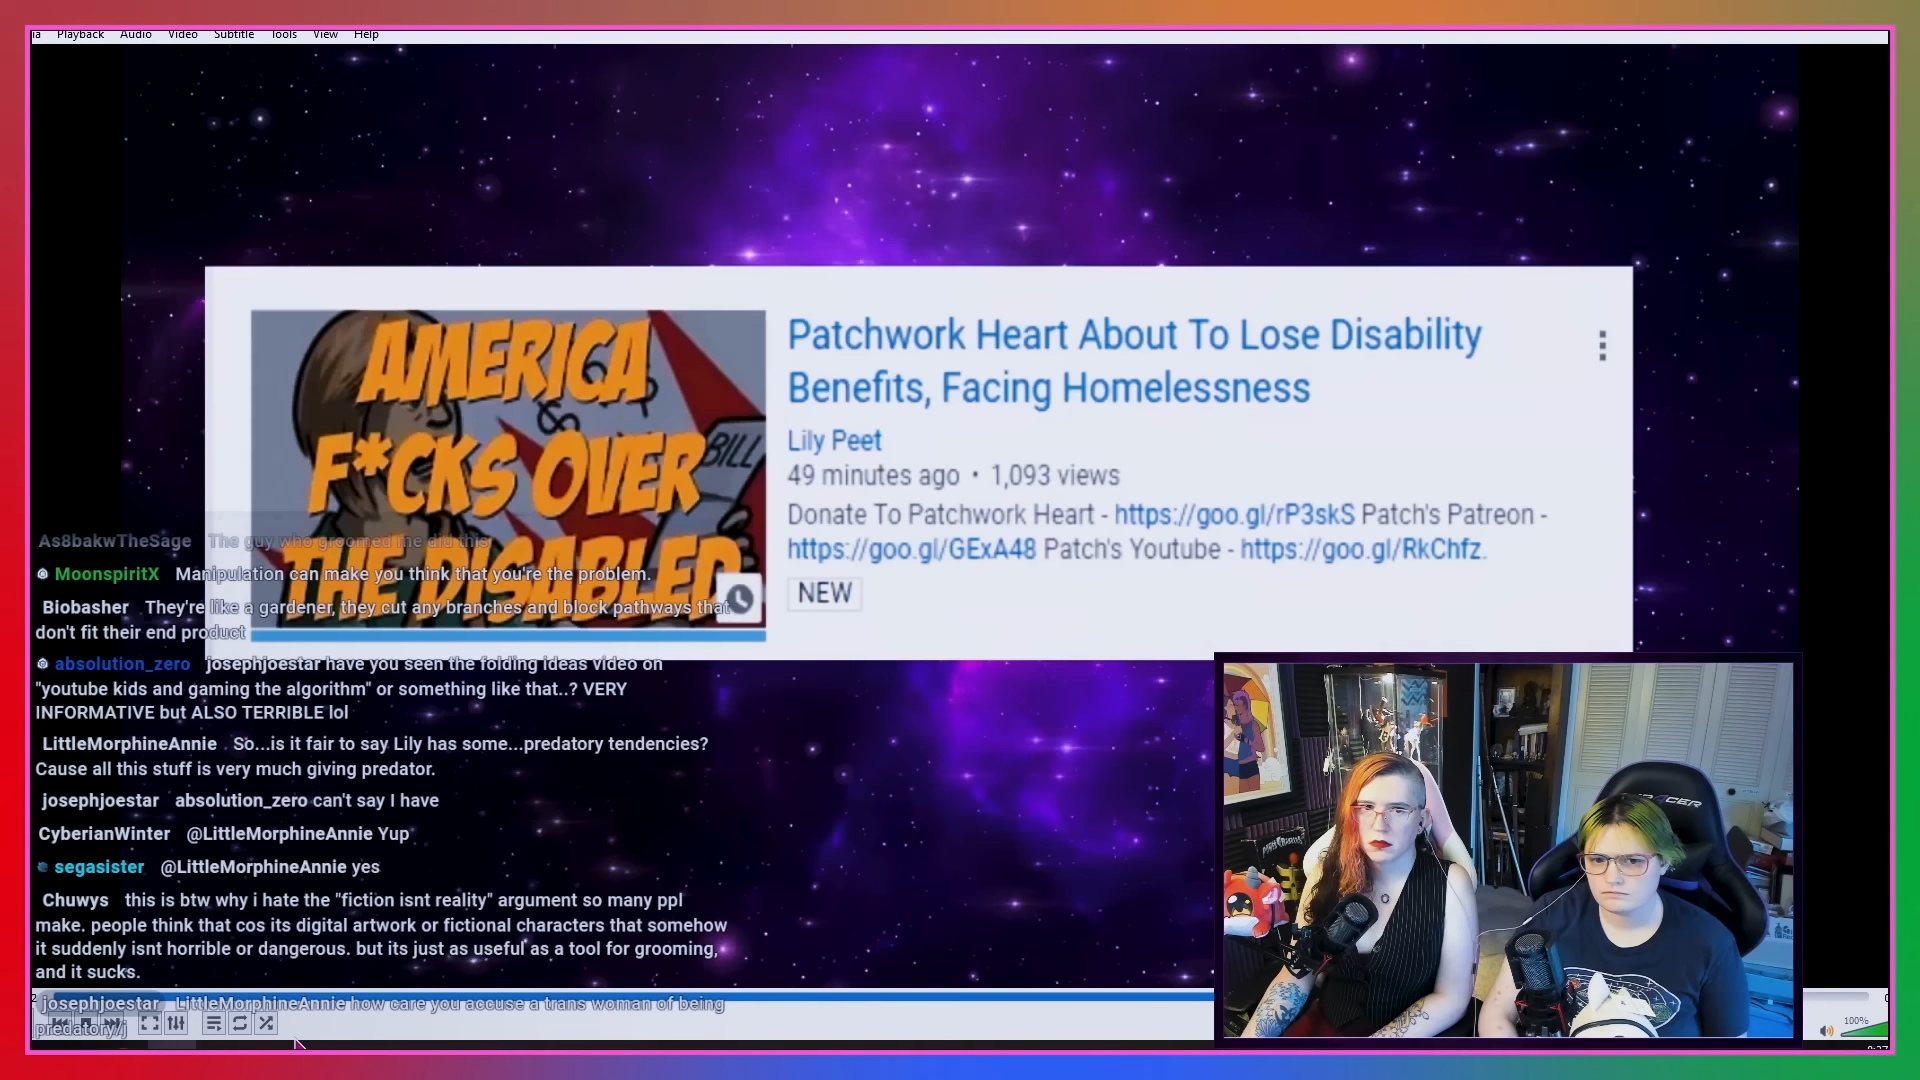 ia Playback Audio Video Subtitle Tools View Help
AMERICA
F*CKS OVER
THE DISABLED
BILL
Patchwork Heart About To Lose Disability
Benefits, Facing Homelessness
Lily Peet
49 minutes ago • 1,093 views
Donate To Patchwork Heart - https://goo.gl/rP3skS Patch's Patreon -
https://goo.gl/GExA48 Patch's Youtube - https://goo.gl/RkChfz.
NEW
As8bakwTheSage The guy who groomed me did this
MoonspiritX Manipulation can make you think that you're the problem.
Biobasher They're like a gardener, they cut any branches and block pathways that
don't fit their end product
absolution_zero josephjoestar have you seen the folding ideas video on
"youtube kids and gaming the algorithm" or something like that..? VERY
INFORMATIVE but ALSO TERRIBLE lol
LittleMorphineAnnie So...is it fair to say Lily has some...predatory tendencies?
Cause all this stuff is very much giving predator.
josephjoestar absolution_zero can't say I have
CyberianWinter @LittleMorphineAnnie Yup
segasister @LittleMorphineAnnie yes
Chuwys this is btw why i hate the "fiction isnt reality" argument so many ppl
make. people think that cos its digital artwork or fictional characters that somehow
it suddenly isnt horrible or dangerous. but its just as useful as a tool for grooming,
and it sucks.
josephjoestar LittleMorphineAnnie how care you accuse a trans woman of being
predatory/j
100%